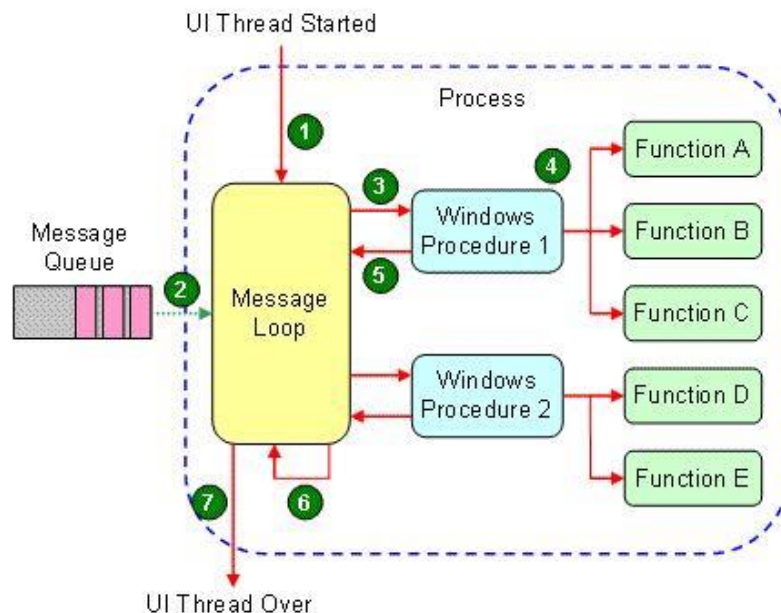 UI Thread Started
Process
1
3
4
Function A
Windows
Procedure 1
Function B
Message
Queue
2
5
Message
Loop
Function C
Windows
Procedure 2
Function D
Function E
7
6
UI Thread Over